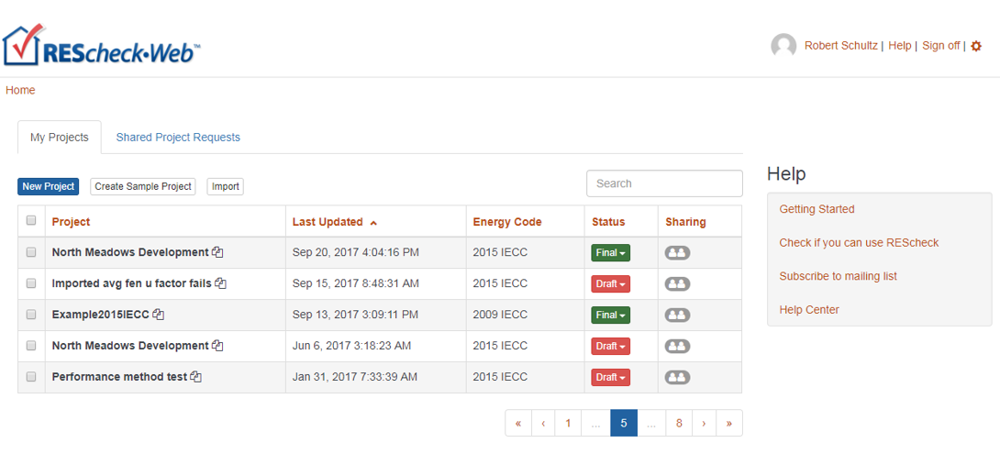 REScheck-Web™
Robert Schultz | Help | Sign off |
Home
My Projects Shared Project Requests
New Project Create Sample Project Import Search
Project Last Updated Energy Code Status Sharing
North Meadows Development Sep 20, 2017 4:04:16 PM 2015 IECC Final
Imported avg fen u factor fails Sep 15, 2017 8:48:31 AM 2015 IECC Draft
Example2015IECC Sep 13, 2017 3:09:11 PM 2009 IECC Final
North Meadows Development Jun 6, 2017 3:18:23 AM 2015 IECC Draft
Performance method test Jan 31, 2017 7:33:39 AM 2015 IECC Draft
« ‹ 1 ... 5 ... 8 › »
Help
Getting Started
Check if you can use REScheck
Subscribe to mailing list
Help Center